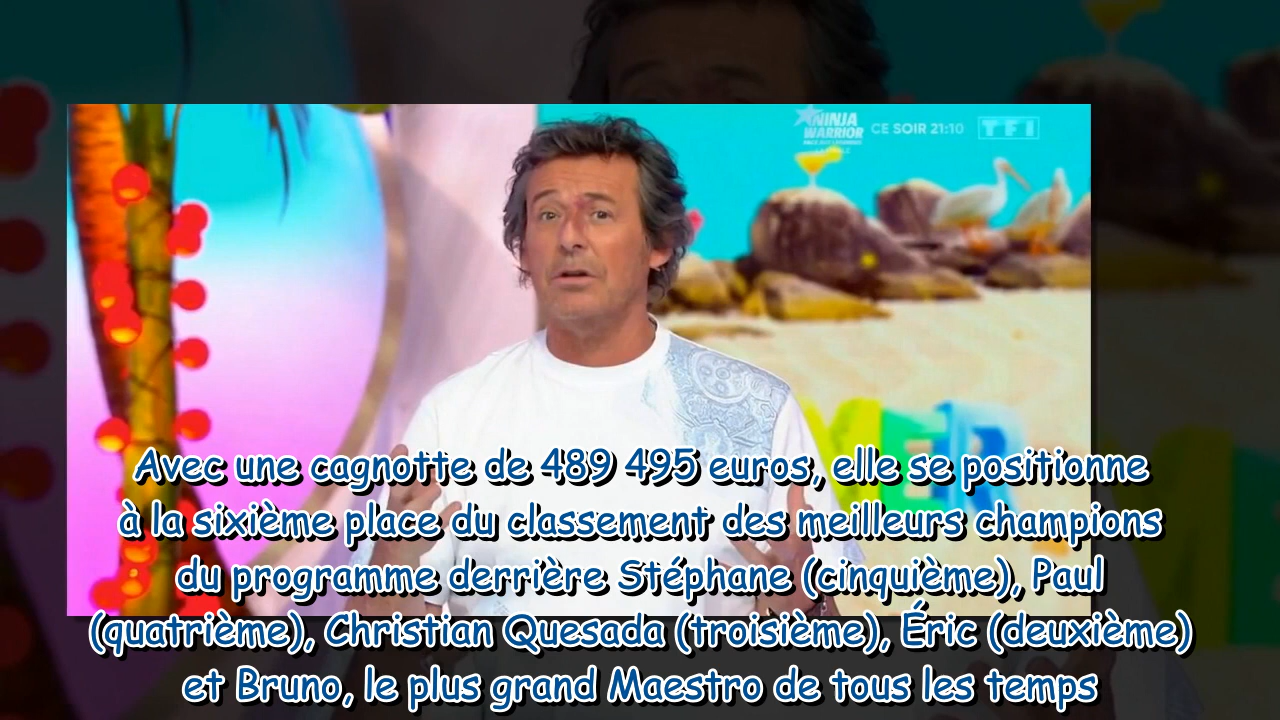 NINJA
WARRIOR
CE SOIR 21:10
TF1
Avec une cagnotte de 489 495 euros, elle se positionne
à la sixième place du classement des meilleurs champions
du programme derrière Stéphane (cinquième), Paul
(quatrième), Christian Quesada (troisième), Éric (deuxième)
et Bruno, le plus grand Maestro de tous les temps